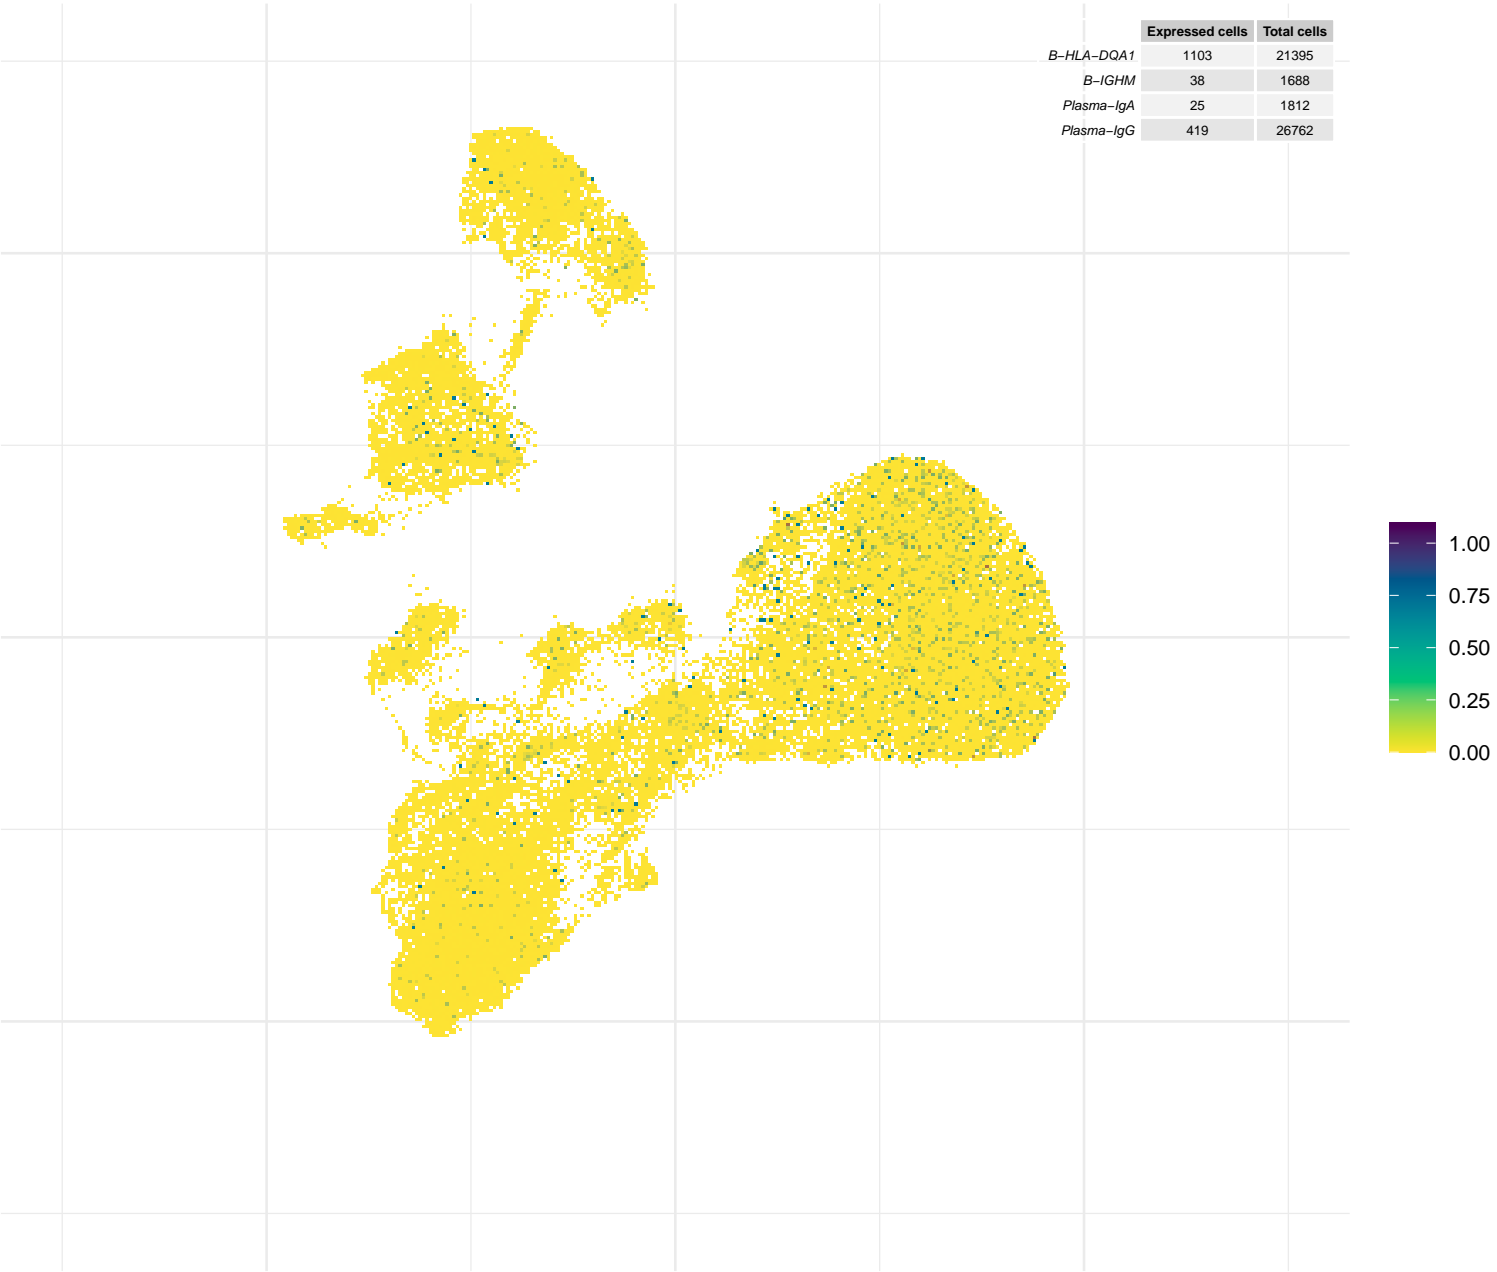 Expressed cells Total cells
B−HLA−DQA1 1103 21395
B−IGHM 38 1688
Plasma−IgA 25 1812
Plasma−IgG 419 26762
1.00
0.75
0.50
0.25
0.00